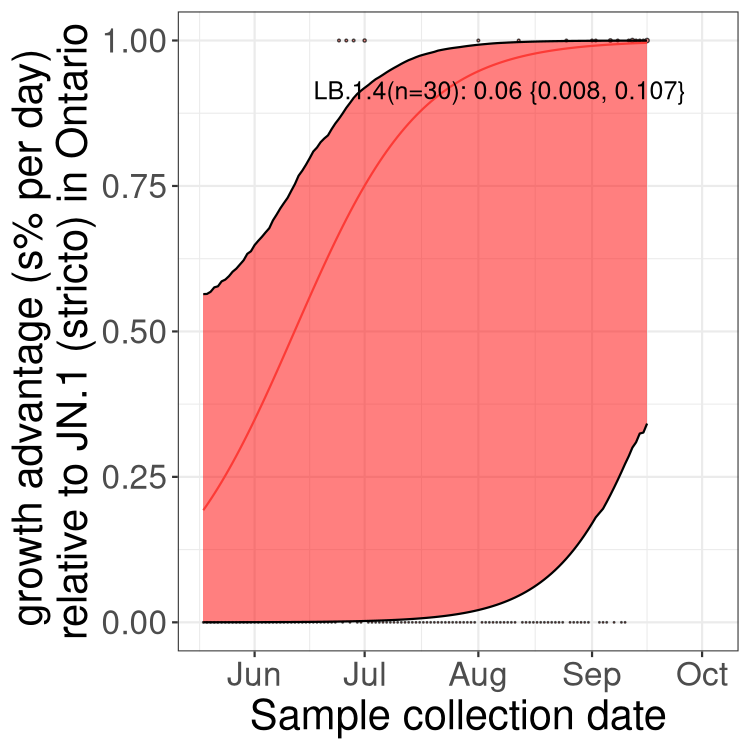 growth advantage (s% per day)
relative to JN.1 (stricto) in Ontario
1.00
0.75
0.50
0.25
0.00
LB.1.4(n=30): 0.06 {0.008, 0.107}
Jun Jul Aug Sep Oct
Sample collection date